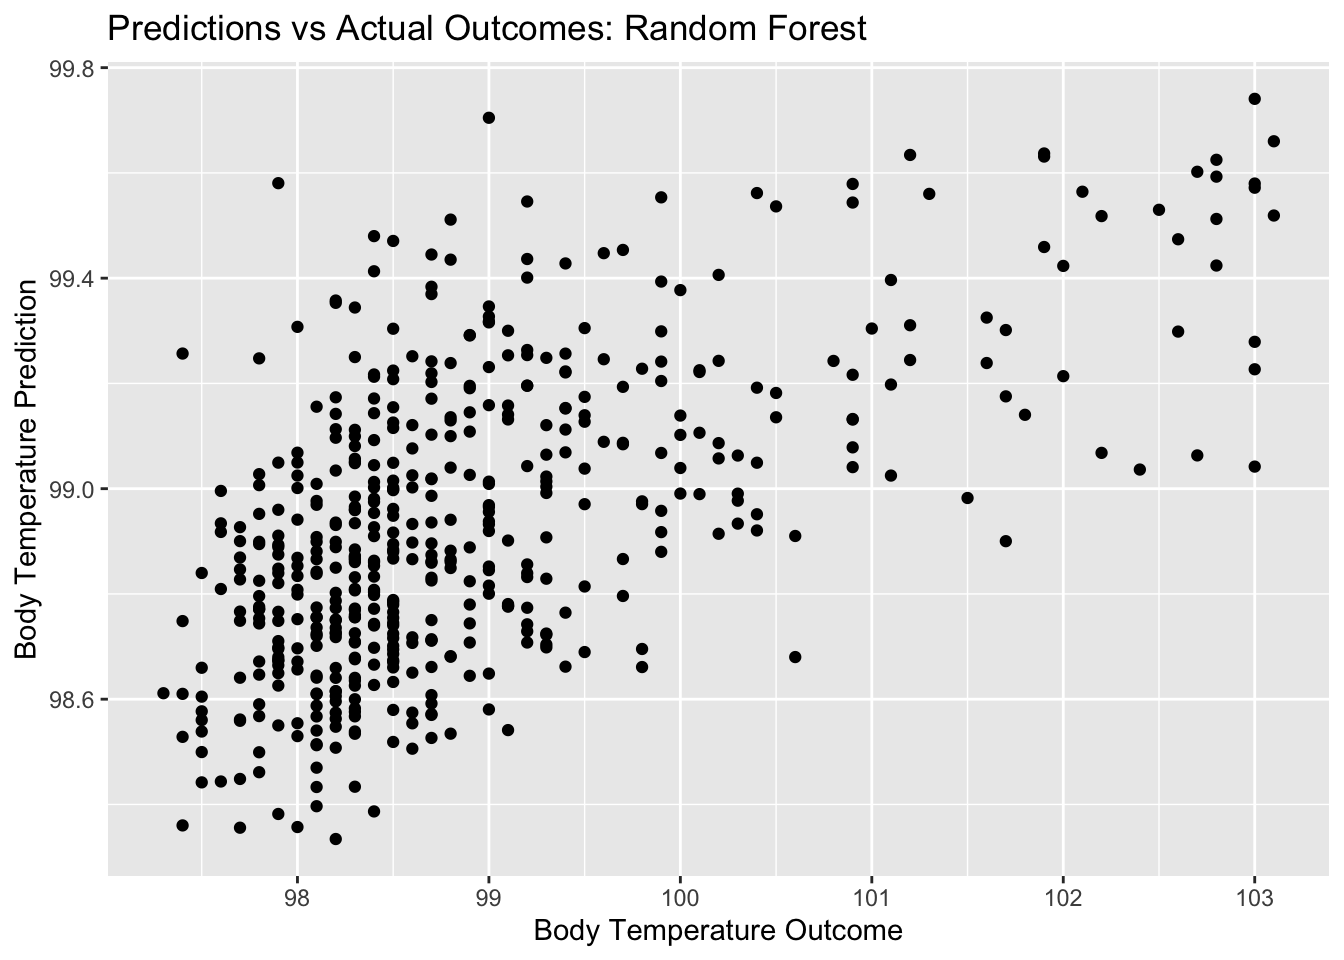 Predictions vs Actual Outcomes: Random Forest
99.8
99.4
99.0
98.6
Body Temperature Prediction
98 99 100 101 102 103
Body Temperature Outcome